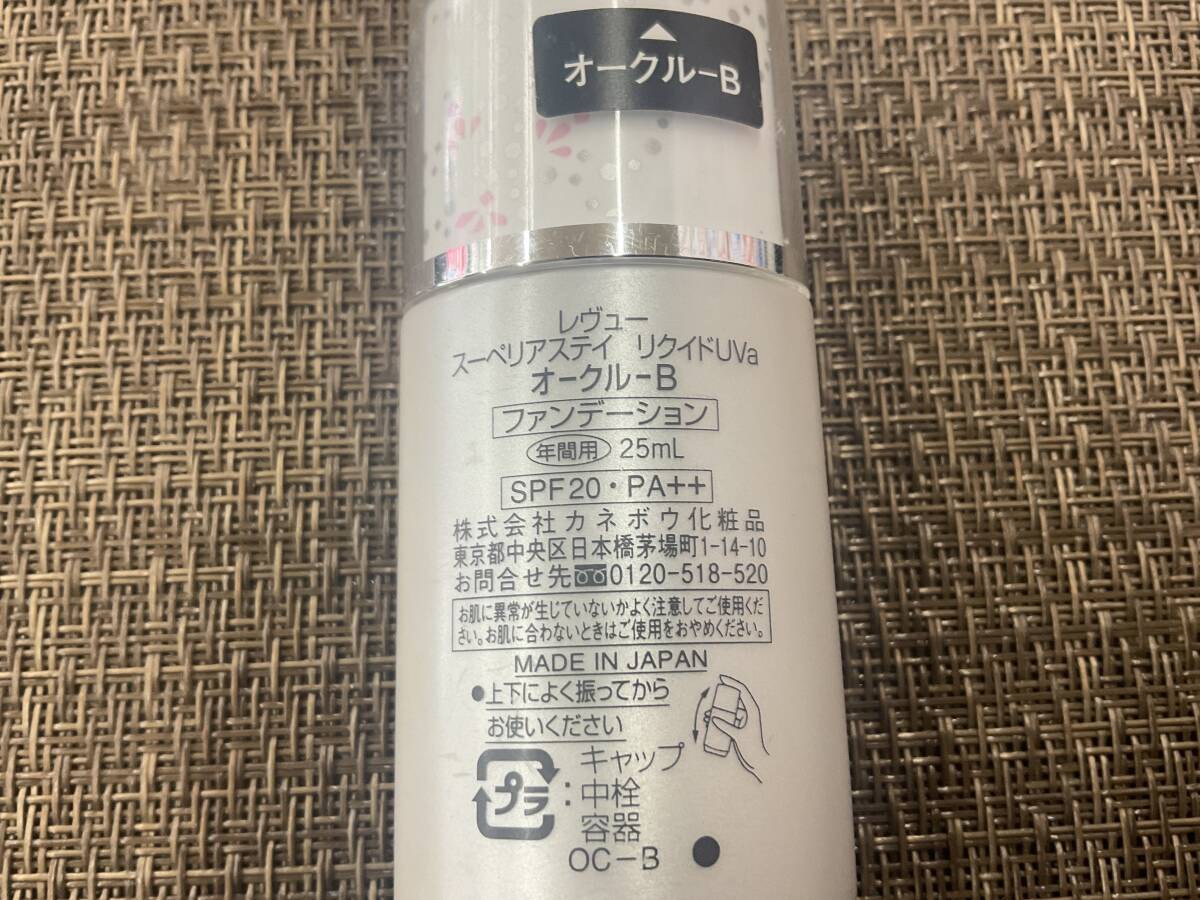 オークル-B
レヴュー
スーペリアステイ リクイドUVa
オークル-B
ファンデーション
年間用 25mL
SPF20・PA++
株式会社カネボウ化粧品
東京都中央区日本橋茅場町1-14-10
お問合せ先 0120-518-520
お肌に異常が生じていないかよく注意してご使用くだ
さい。お肌に合わないときはご使用をおやめください。
MADE IN JAPAN
●上下によく振ってから
お使いください
プラ:キャップ
中栓
容器
OC-B